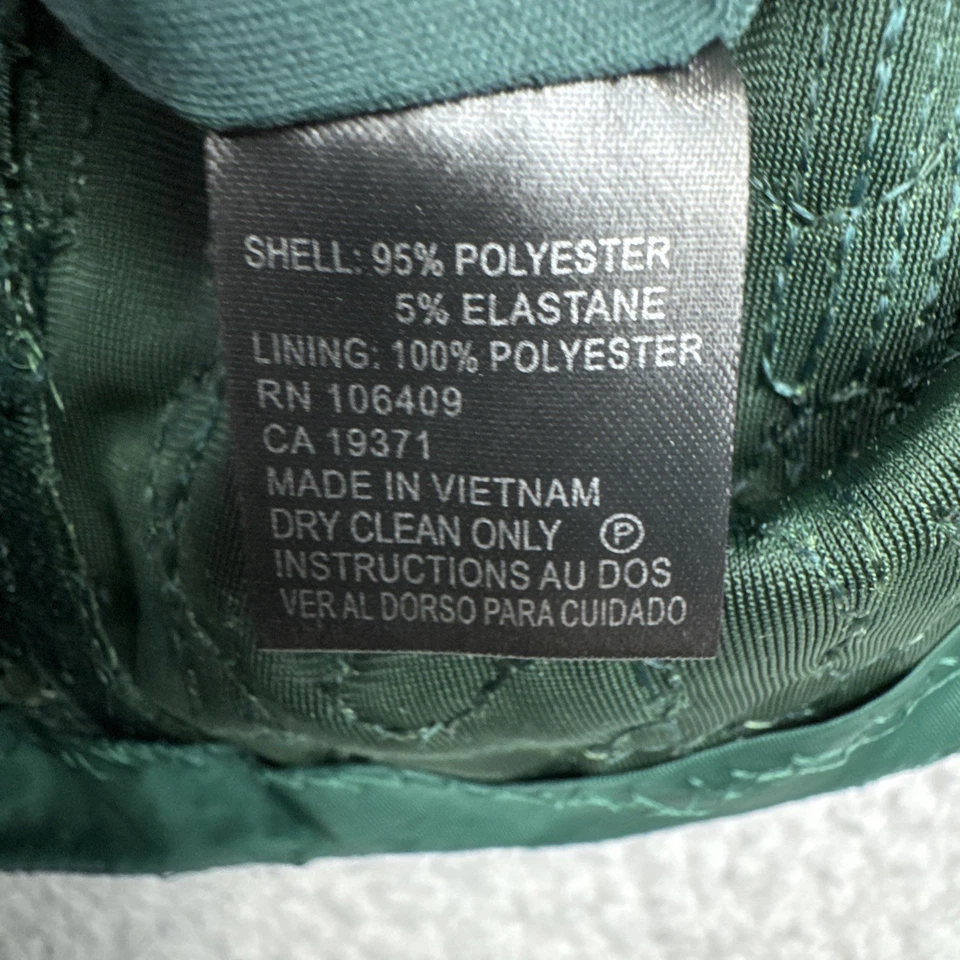 SHELL: 95% POLYESTER
5% ELASTANE
LINING: 100% POLYESTER
RN 106409
CA 19371
MADE IN VIETNAM
DRY CLEAN ONLY Ⓟ
INSTRUCTIONS AU DOS
VER AL DORSO PARA CUIDADO